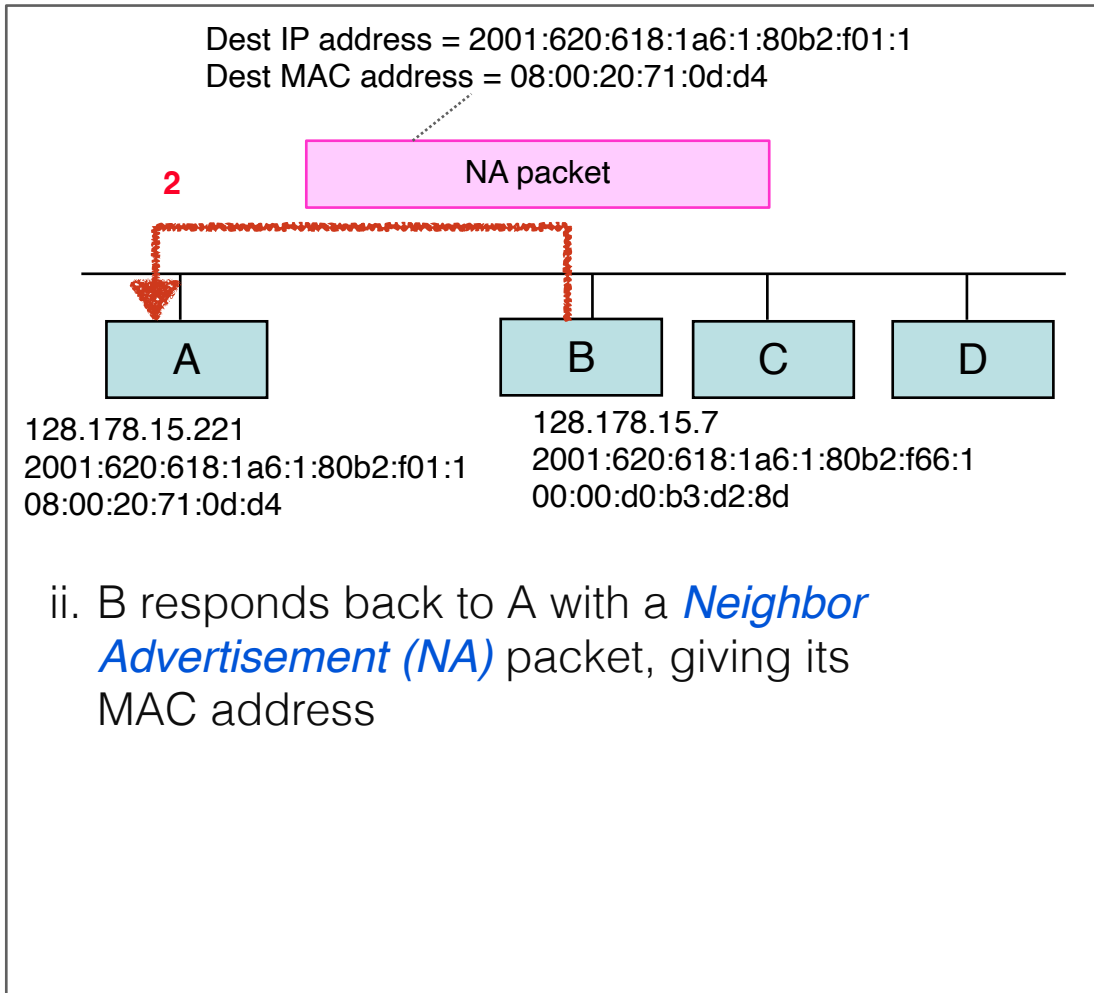 Dest IP address = 2001:620:618:1a6:1:80b2:f01:1
Dest MAC address = 08:00:20:71:0d:d4
NA packet
2
A
B
C
D
128.178.15.221
2001:620:618:1a6:1:80b2:f01:1
08:00:20:71:0d:d4
128.178.15.7
2001:620:618:1a6:1:80b2:f66:1
00:00:d0:b3:d2:8d
ii. B responds back to A with a Neighbor
Advertisement (NA) packet, giving its
MAC address